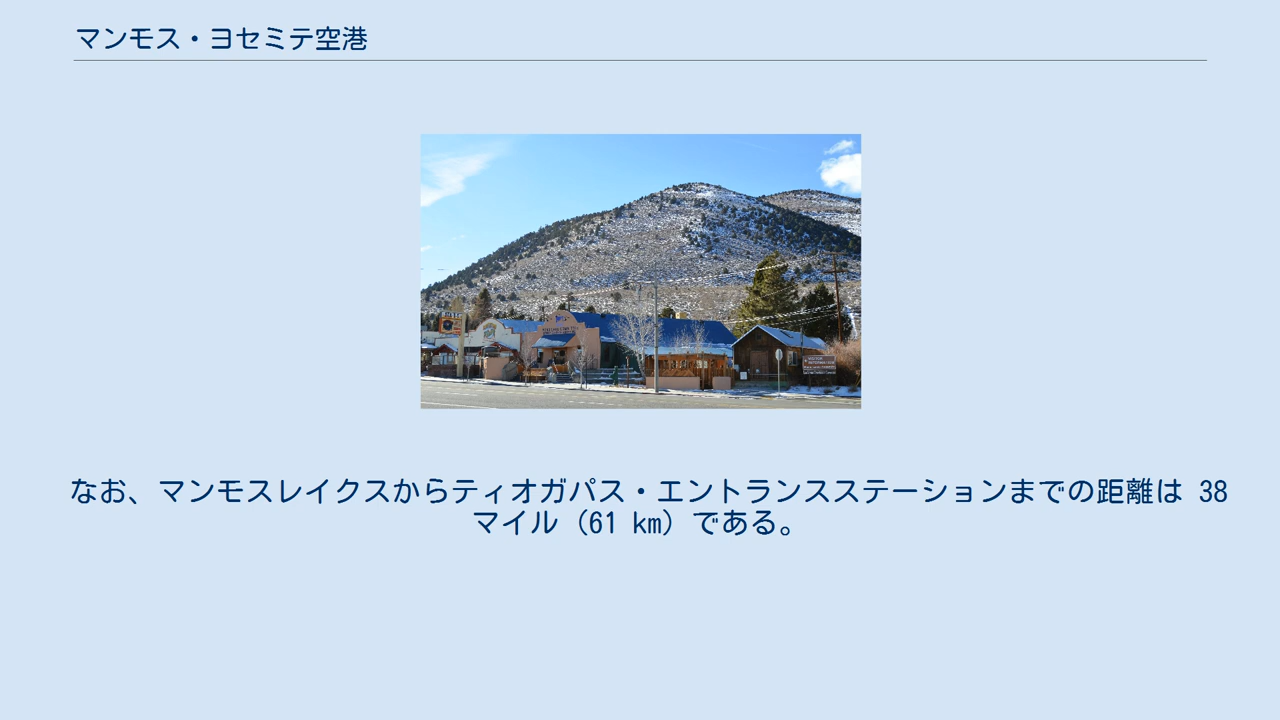 マンモス・ヨセミテ空港
なお、マンモスレイクスからティオガパス・エントランスステーションまでの距離は 38
マイル (61 km) である。